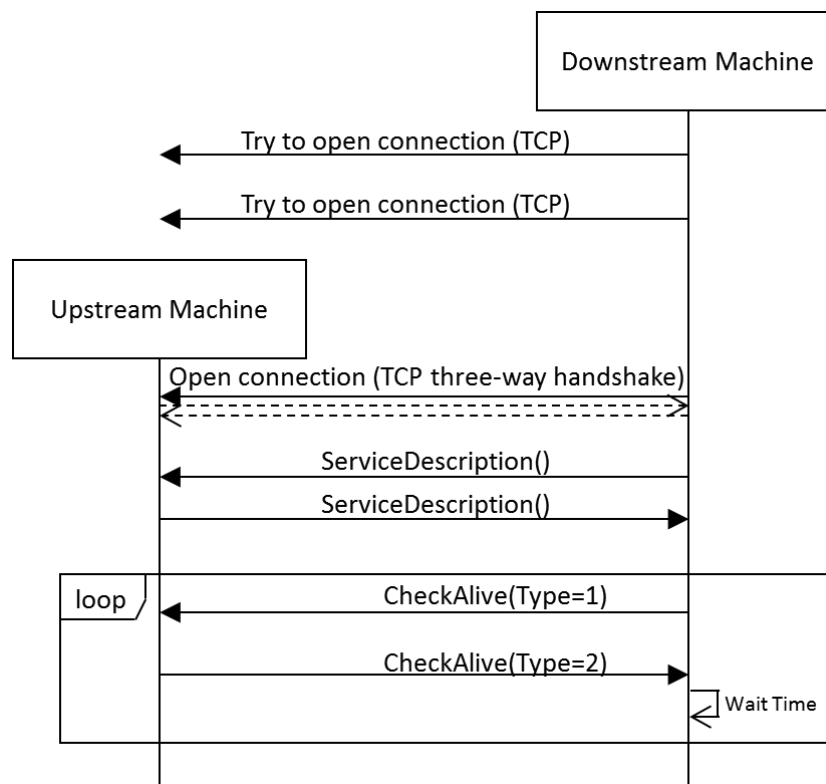 Downstream Machine
Try to open connection (TCP)
Try to open connection (TCP)
Upstream Machine
Open connection (TCP three-way handshake)
ServiceDescription()
ServiceDescription()
loop
CheckAlive(Type=1)
CheckAlive(Type=2)
Wait Time